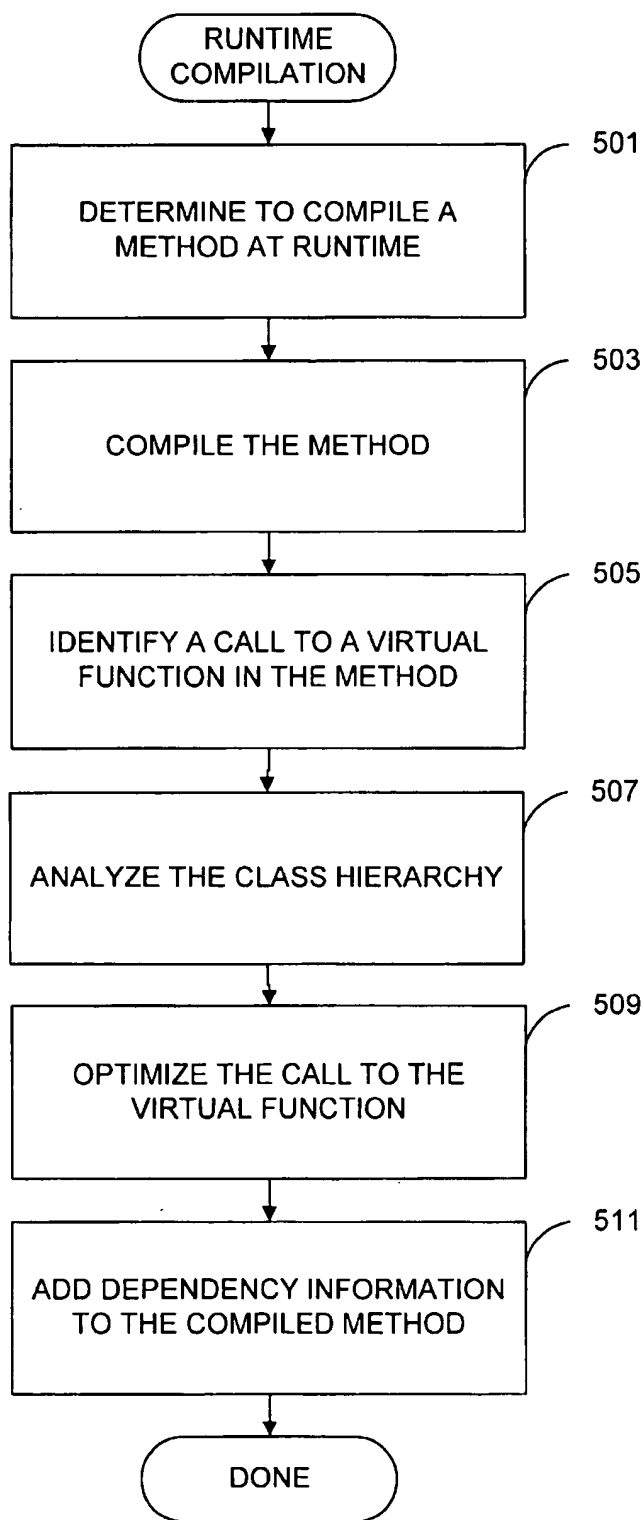 RUNTIME
COMPILATION
501
DETERMINE TO COMPILE A
METHOD AT RUNTIME
503
COMPILE THE METHOD
505
IDENTIFY A CALL TO A VIRTUAL
FUNCTION IN THE METHOD
507
ANALYZE THE CLASS HIERARCHY
509
OPTIMIZE THE CALL TO THE
VIRTUAL FUNCTION
511
ADD DEPENDENCY INFORMATION
TO THE COMPILED METHOD
DONE